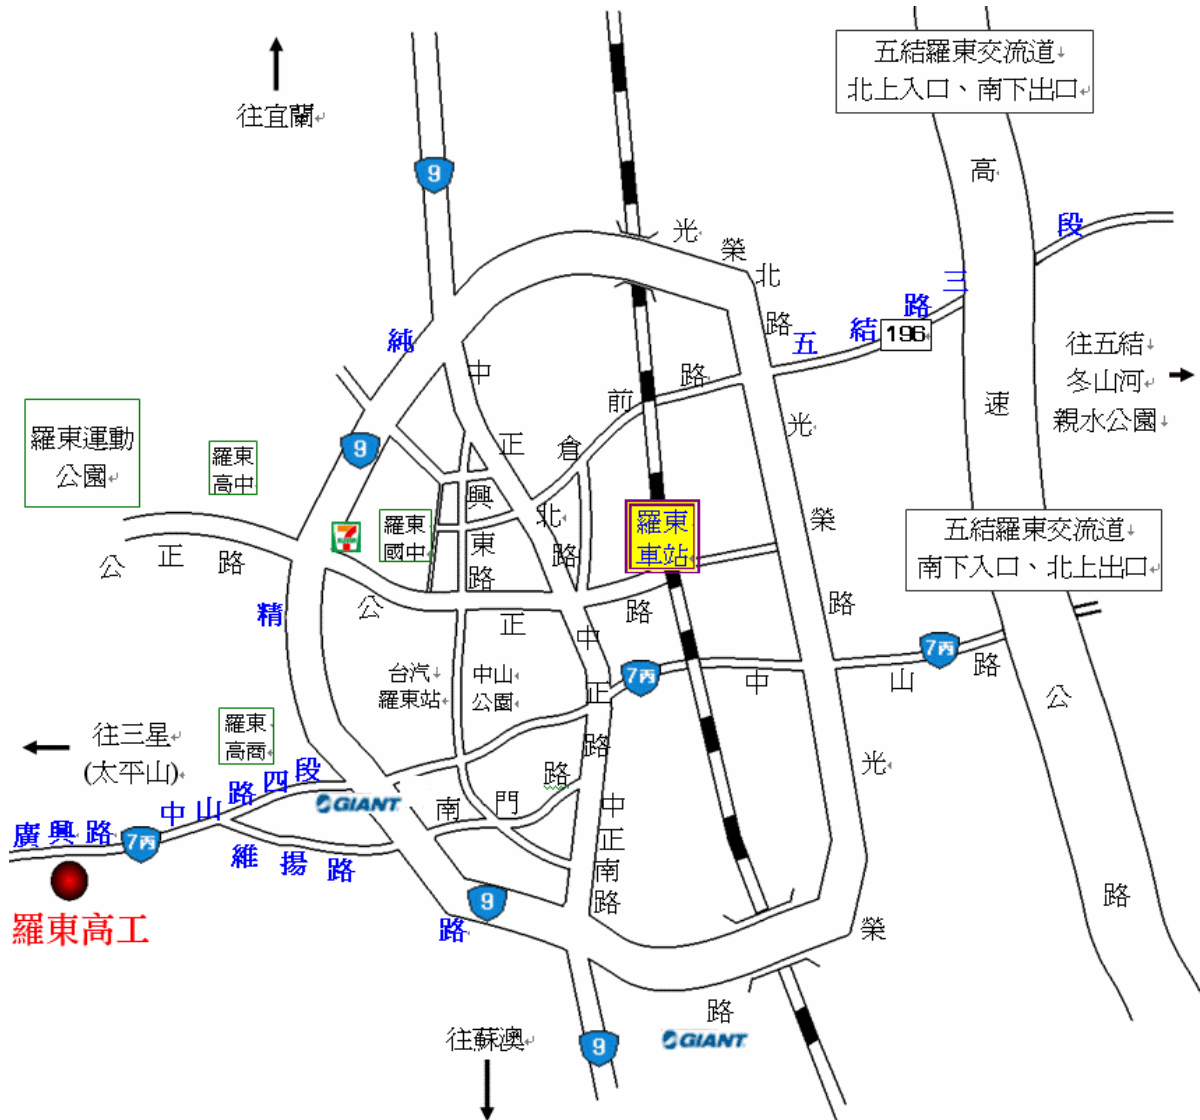 五結羅東交流道
北上入口、南下出口
往宜蘭
9
高速公路
光榮北路
五結路三段
196
純精路
中正北路
倉前路
往五結
冬山河
親水公園
羅東運動
公園
羅東
高中
9
7
羅東
國中
興東路
羅東
車站
光榮路
五結羅東交流道
南下入口、北上出口
公正路
公正路
台汽
羅東站
中山
公園
中正路
7丙
中山路
7丙
往三星
(太平山)
羅東
高商
中山路四段
GIANT
南門路
中正南路
廣興路
7丙
維揚路
羅東高工
9
光榮路
往蘇澳
9
GIANT